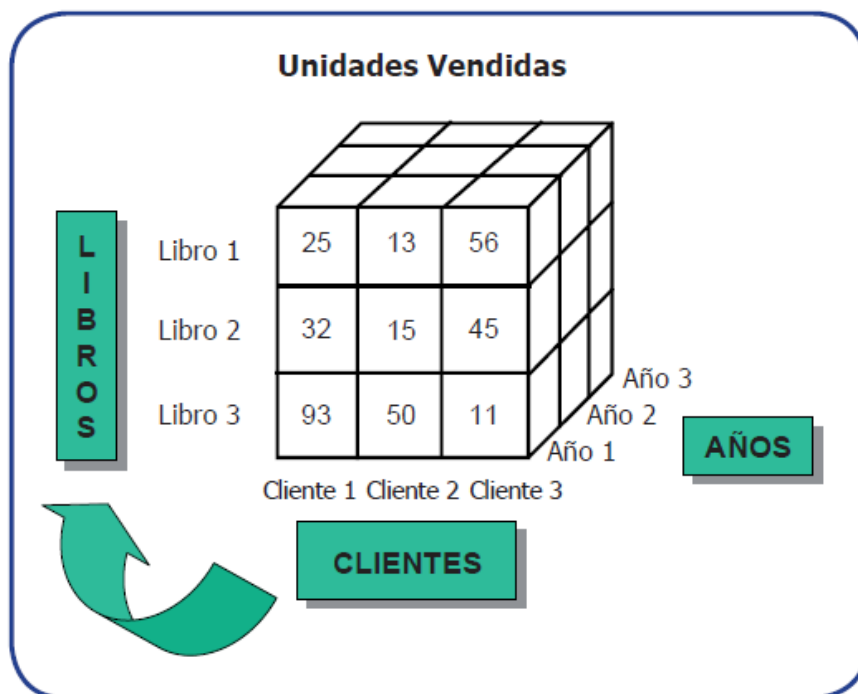 Unidades Vendidas
LIBROS
Libro 1 25 13 56
Libro 2 32 15 45
Libro 3 93 50 11
Año 3
Año 2
Año 1
AÑOS
Cliente 1 Cliente 2 Cliente 3
CLIENTES